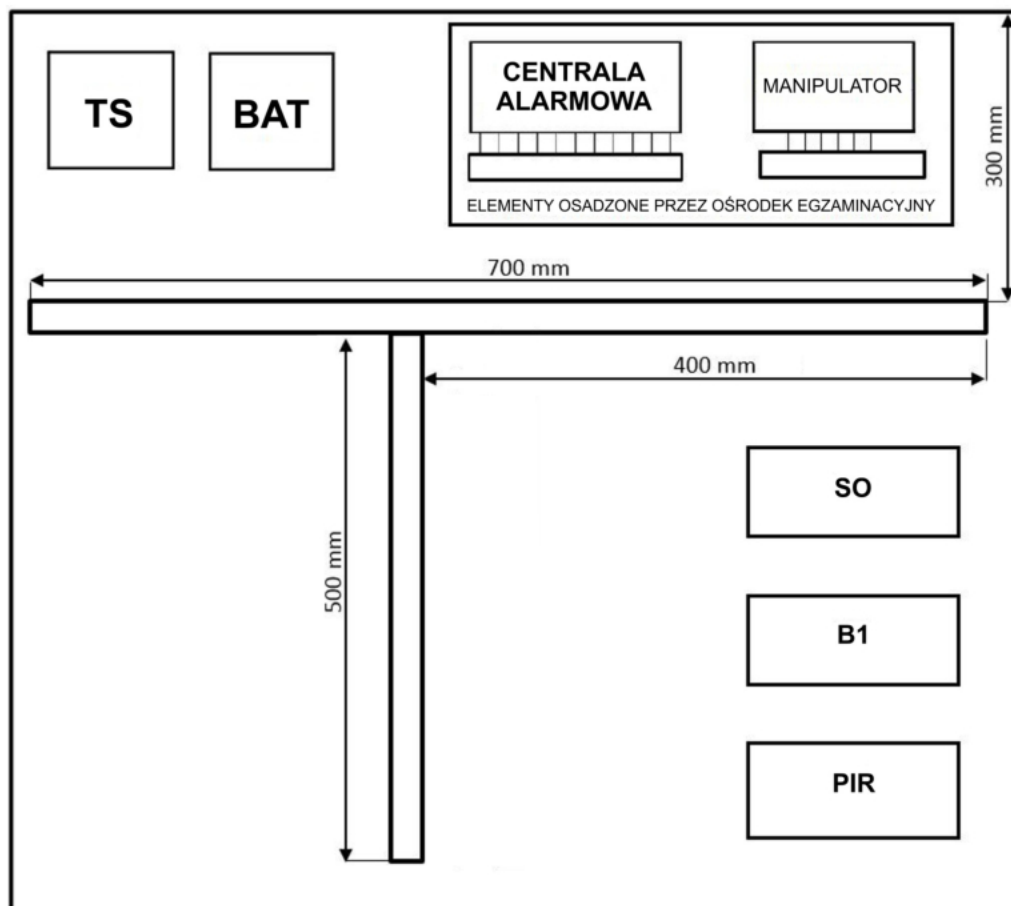 TS
BAT
CENTRALA
ALARMOWA
MANIPULATOR
ELEMENTY OSADZONE PRZEZ OŚRODEK EGZAMINACYJNY
300 mm
700 mm
400 mm
500 mm
SO
B1
PIR